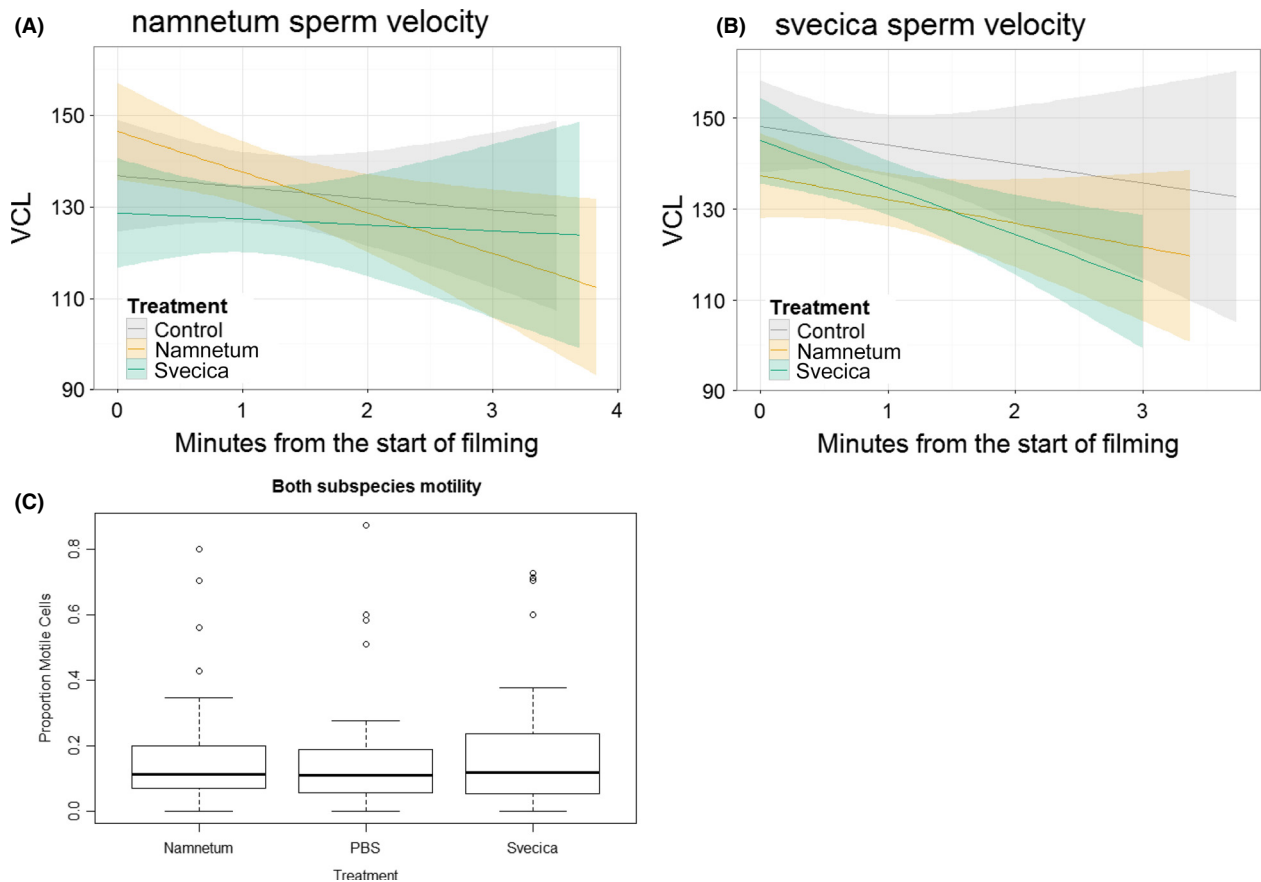 (A)
namnetum sperm velocity
VCL
150
130
110
90
Treatment
Control
Namnetum
Svecica
0 1 2 3 4
Minutes from the start of filming
(B)
svecica sperm velocity
VCL
150
130
110
90
Treatment
Control
Namnetum
Svecica
0 1 2 3
Minutes from the start of filming
(C)
Both subspecies motility
Proportion Motile Cells
0.8
0.6
0.4
0.2
0.0
Namnetum PBS Svecica
Treatment